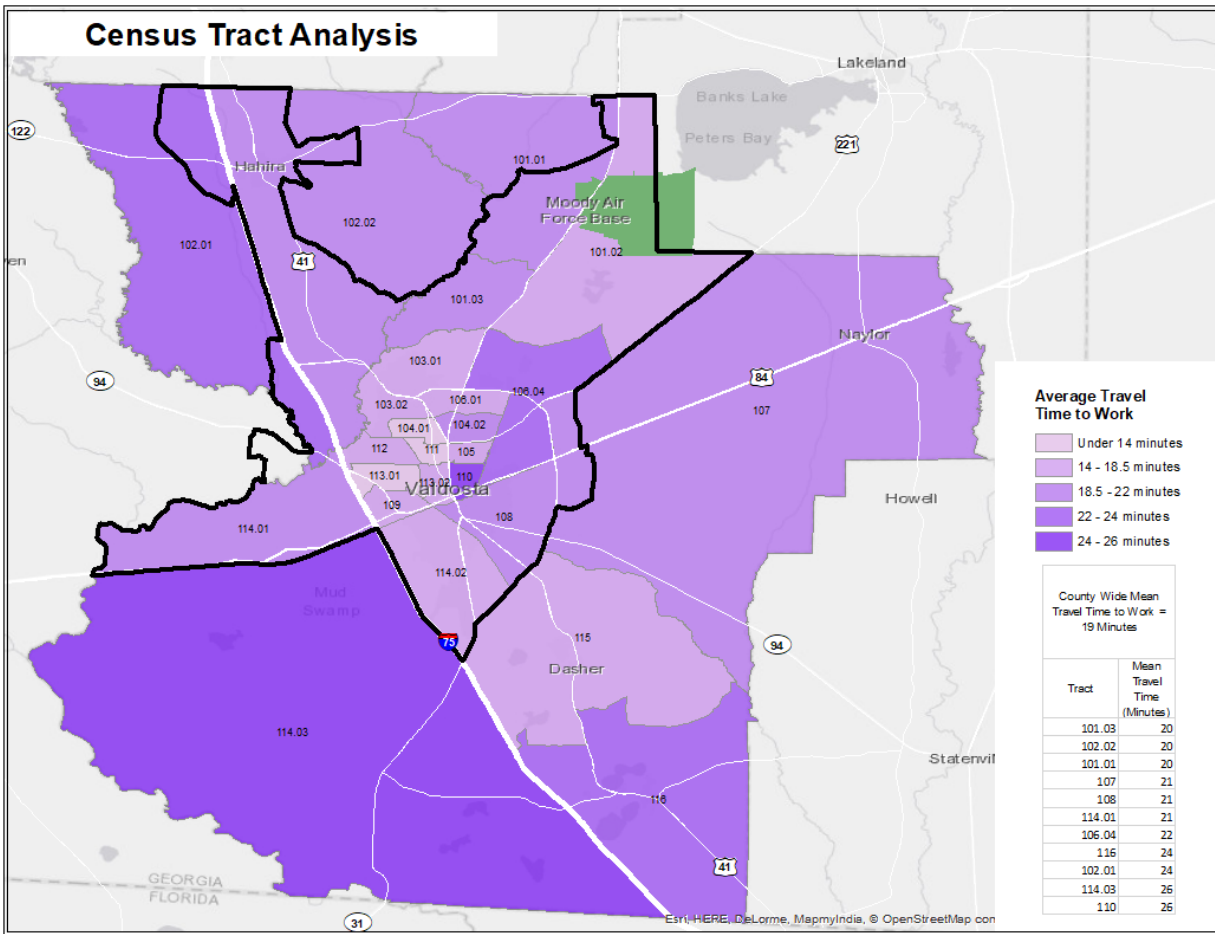 Census Tract Analysis
Lakeland
Banks Lake
Peters Bay
122
221
Hahira
101.01
Moody Air
Force Base
102.02
102.01
101.02
41
101.03
Naylor
94
103.01
84
106.04
107
103.02
106.01
104.01
104.02
112
111
105
113.01
113.02
110
Valdosta
Howell
109
108
114.01
114.02
Mud
Swamp
75
115
94
Dasher
114.03
Statenvil
116
41
GEORGIA
FLORIDA
31
Esri, HERE, DeLorme, MapmyIndia, © OpenStreetMap con
Average Travel
Time to Work
Under 14 minutes
14 - 18.5 minutes
18.5 - 22 minutes
22 - 24 minutes
24 - 26 minutes
County Wide Mean
Travel Time to Work =
19 Minutes
Tract Mean Travel Time (Minutes)
101.03 20
102.02 20
101.01 20
107 21
108 21
114.01 21
106.04 22
116 24
102.01 24
114.03 26
110 26